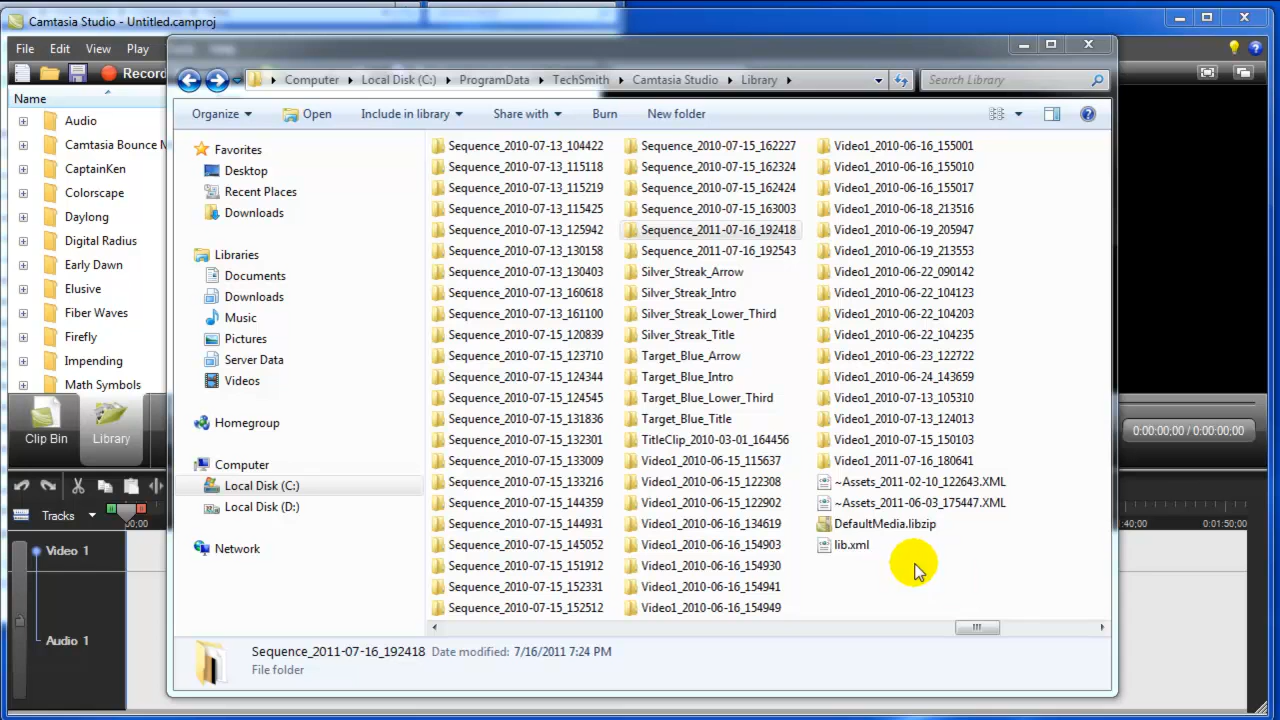 Camtasia Studio - Untitled.camproj
File Edit View Play
Record
Name
Audio
Camtasia Bounce
CaptainKen
Colorscape
Daylong
Digital Radius
Early Dawn
Elusive
Fiber Waves
Firefly
Impending
Math Symbols
Clip Bin
Library
Tracks
Video 1
Audio 1
Computer Local Disk (C:) ProgramData TechSmith Camtasia Studio Library
Search Library
Organize Open Include in library Share with Burn New folder
Favorites
Desktop
Recent Places
Downloads
Libraries
Documents
Downloads
Music
Pictures
Server Data
Videos
Homegroup
Computer
Local Disk (C:)
Local Disk (D:)
Network
Sequence_2010-07-13_104422
Sequence_2010-07-13_115118
Sequence_2010-07-13_115219
Sequence_2010-07-13_115425
Sequence_2010-07-13_125942
Sequence_2010-07-13_130158
Sequence_2010-07-13_130403
Sequence_2010-07-13_160618
Sequence_2010-07-13_161100
Sequence_2010-07-15_120839
Sequence_2010-07-15_123710
Sequence_2010-07-15_124344
Sequence_2010-07-15_124545
Sequence_2010-07-15_131836
Sequence_2010-07-15_132301
Sequence_2010-07-15_133009
Sequence_2010-07-15_133216
Sequence_2010-07-15_144359
Sequence_2010-07-15_144931
Sequence_2010-07-15_145052
Sequence_2010-07-15_151912
Sequence_2010-07-15_152331
Sequence_2010-07-15_152512
Sequence_2010-07-15_162227
Sequence_2010-07-15_162324
Sequence_2010-07-15_162424
Sequence_2010-07-15_163003
Sequence_2011-07-16_192418
Sequence_2011-07-16_192543
Silver_Streak_Arrow
Silver_Streak_Intro
Silver_Streak_Lower_Third
Silver_Streak_Title
Target_Blue_Arrow
Target_Blue_Intro
Target_Blue_Lower_Third
Target_Blue_Title
TitleClip_2010-03-01_164456
Video1_2010-06-15_115637
Video1_2010-06-15_122308
Video1_2010-06-15_122902
Video1_2010-06-16_134619
Video1_2010-06-16_154903
Video1_2010-06-16_154930
Video1_2010-06-16_154941
Video1_2010-06-16_154949
Video1_2010-06-16_155001
Video1_2010-06-16_155010
Video1_2010-06-16_155017
Video1_2010-06-18_213516
Video1_2010-06-19_205947
Video1_2010-06-19_213553
Video1_2010-06-22_090142
Video1_2010-06-22_104123
Video1_2010-06-22_104203
Video1_2010-06-22_104235
Video1_2010-06-23_122722
Video1_2010-06-24_143659
Video1_2010-07-13_105310
Video1_2010-07-13_124013
Video1_2010-07-15_150103
Video1_2011-07-16_180641
~Assets_2011-02-10_122643.XML
~Assets_2011-06-03_175447.XML
DefaultMedia.libzip
lib.xml
Sequence_2011-07-16_192418 Date modified: 7/16/2011 7:24 PM
File folder
0:00:00;00 / 0:00:00;00
0:01:50;00